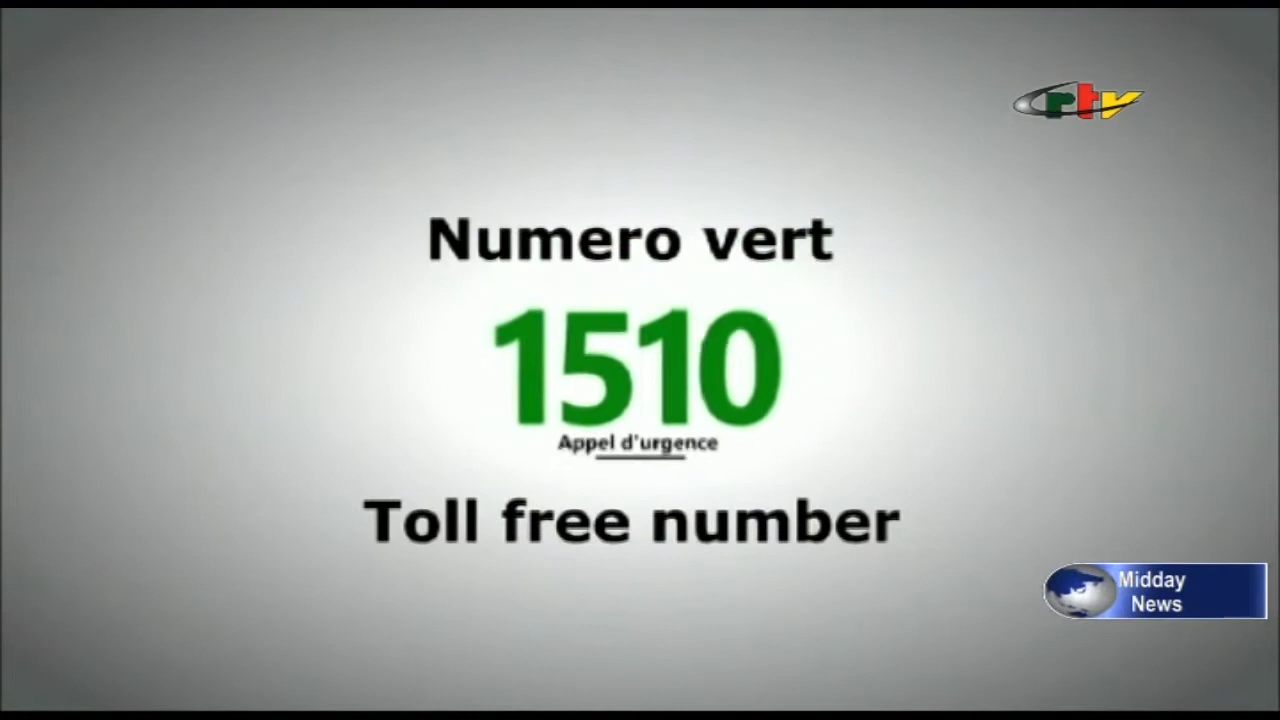 crtv
Numero vert
1510
Appel d'urgence
Toll free number
Midday
News